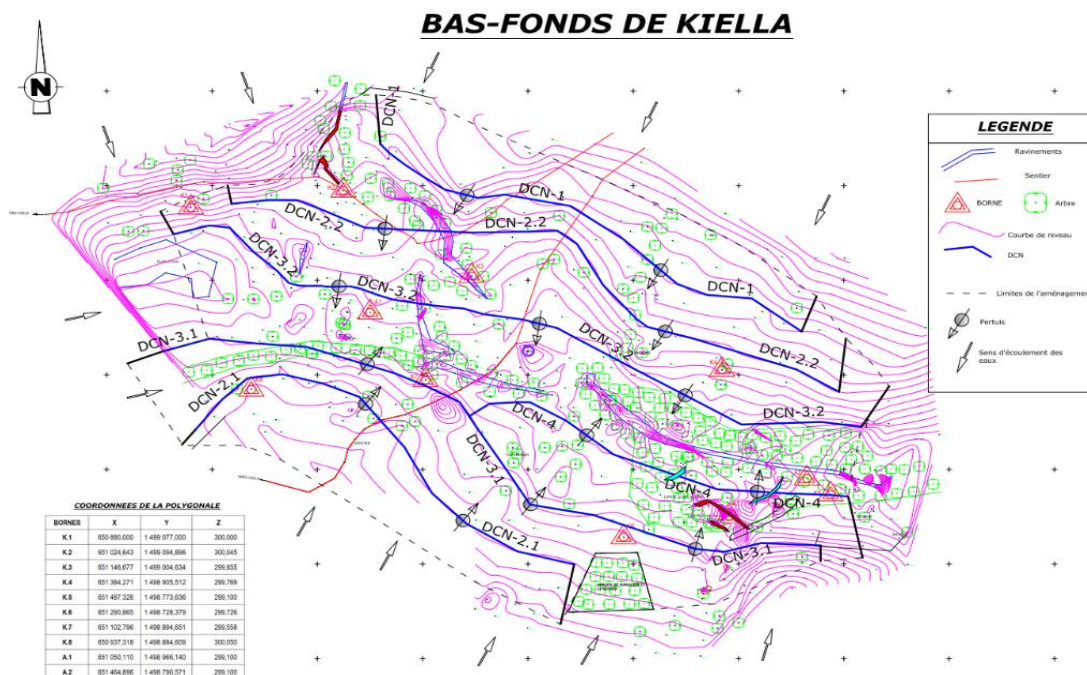 BAS-FONDS DE KIELLA
N
DCN-1
DCN-1
DCN-2.2
DCN-2.2
DCN-3.2
DCN-3.2
DCN-1
DCN-3.1
DCN-3.2
DCN-2.2
DCN-2.1
DCN-3.2
DCN-4
DCN-3.1
DCN-4
DCN-4
DCN-2.1
DCN-3.1
LEGENDE
Ravinements
Sentier
BORNE
Arbre
Courbe de niveau
DCN
Limites de l'aménagement
Pertuis
Sens d'écoulement des
eaux
COORDONNEES DE LA POLYGONALE
BORNES X Y Z
K.1 650 880,000 1 499 077,000 300,000
K.2 651 024,643 1 499 094,896 300,045
K.3 651 146,677 1 499 004,634 299,855
K.4 651 384,271 1 498 905,512 299,769
K.5 651 487,328 1 498 773,636 299,100
K.6 651 290,865 1 498 728,379 299,726
K.7 651 102,796 1 498 894,651 299,558
K.8 650 937,318 1 498 884,609 300,050
A.1 651 050,110 1 498 966,140 299,100
A.2 651 464,896 1 498 790,571 299,100